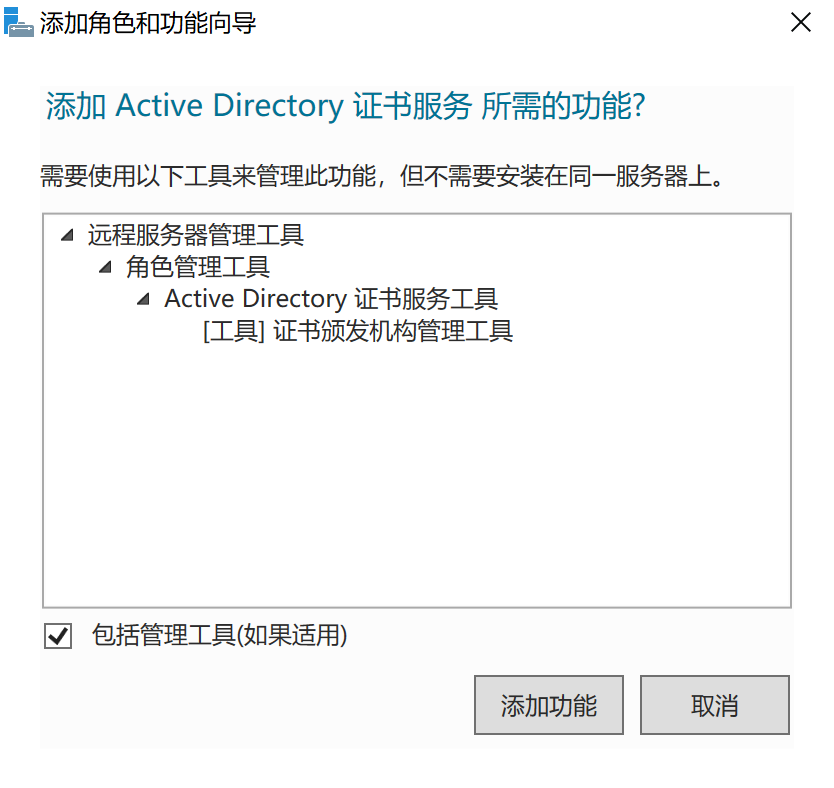 添加角色和功能向导
添加 Active Directory 证书服务 所需的功能?
需要使用以下工具来管理此功能，但不需要安装在同一服务器上。
远程服务器管理工具
角色管理工具
Active Directory 证书服务工具
[工具] 证书颁发机构管理工具
包括管理工具(如果适用)
添加功能
取消